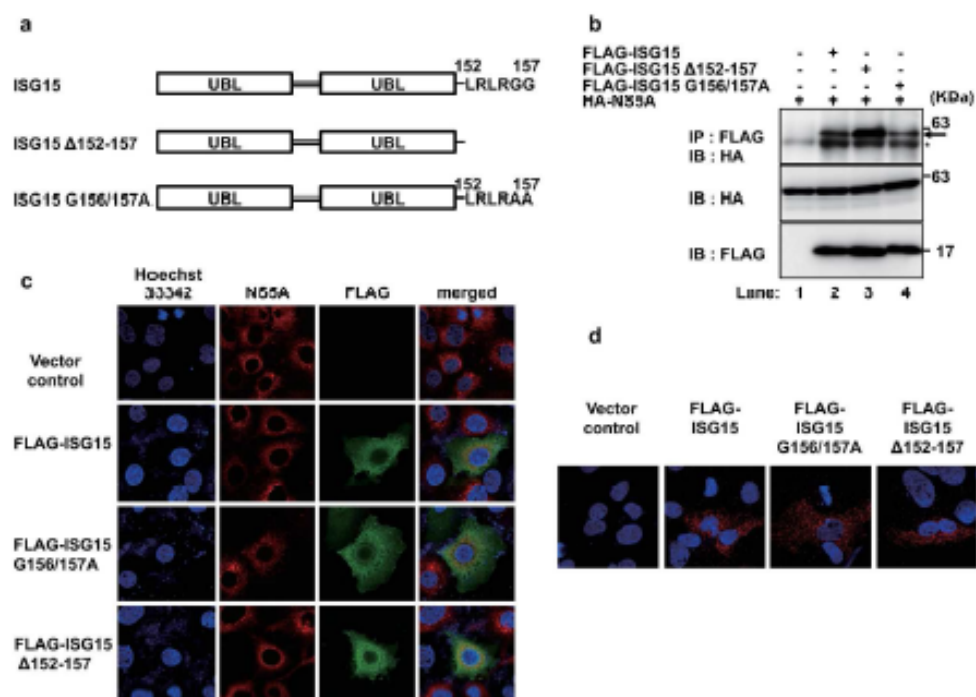 a
152 157
ISG15 UBL UBL LRLRGG
ISG15 Δ152-157 UBL UBL
152 157
ISG15 G156/157A UBL UBL LRLRAA
b
FLAG-ISG15 - + - -
FLAG-ISG15 Δ152-157 - - + -
FLAG-ISG15 G156/157A - - - +
HA-NS5A + + + + (KDa)
IP : FLAG
IB : HA
63
*
IB : HA
63
IB : FLAG
17
Lane: 1 2 3 4
c
Hoechst
33342 NS5A FLAG merged
Vector
control
FLAG-ISG15
FLAG-ISG15
G156/157A
FLAG-ISG15
Δ152-157
d
Vector
control
FLAG-
ISG15
FLAG-
ISG15
G156/157A
FLAG-
ISG15
Δ152-157